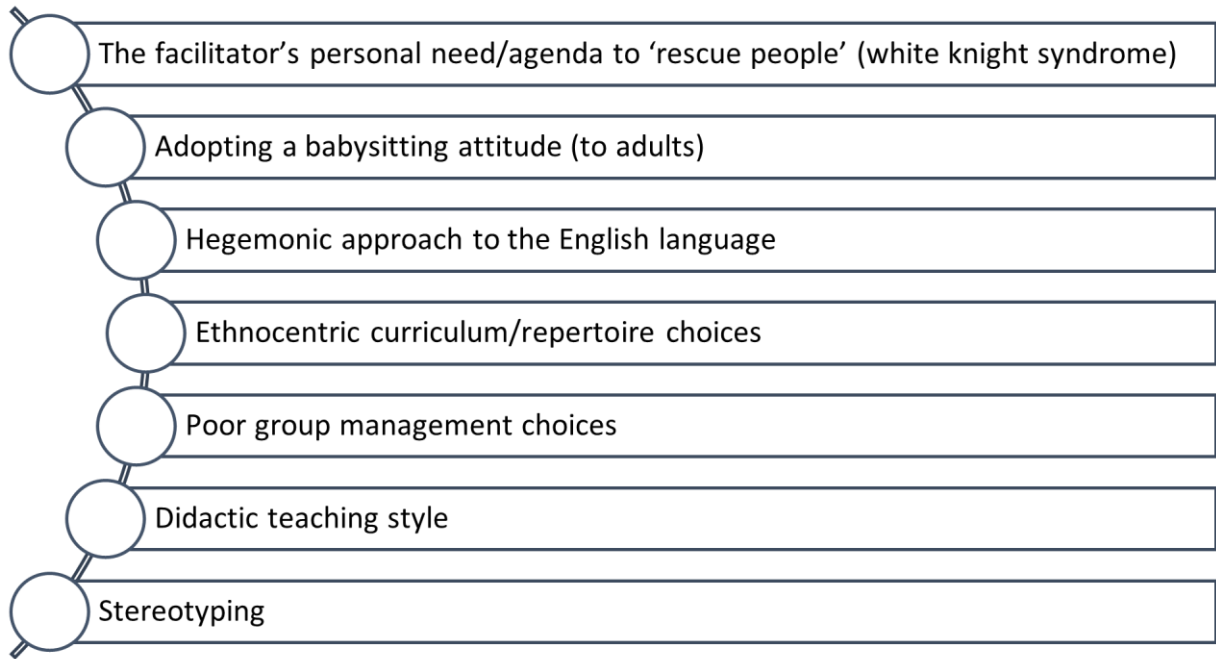 The facilitator’s personal need/agenda to ‘rescue people’ (white knight syndrome)
Adopting a babysitting attitude (to adults)
Hegemonic approach to the English language
Ethnocentric curriculum/repertoire choices
Poor group management choices
Didactic teaching style
Stereotyping